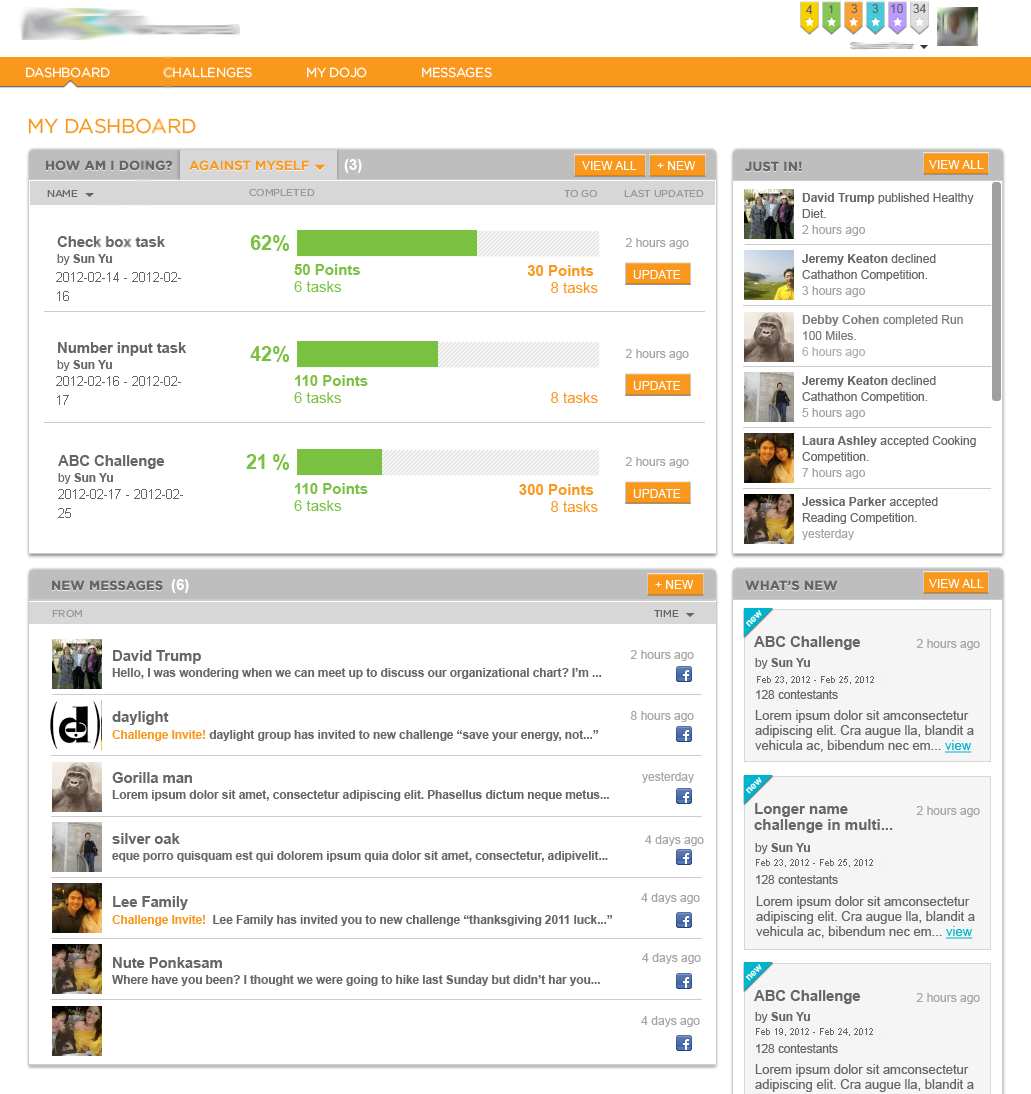 4 1 3 3 10 34
DASHBOARD CHALLENGES MY DOJO MESSAGES
MY DASHBOARD
HOW AM I DOING? AGAINST MYSELF (3) VIEW ALL + NEW
NAME COMPLETED TO GO LAST UPDATED
Check box task
by Sun Yu
2012-02-14 - 2012-02-
16
62%
50 Points 30 Points
6 tasks 8 tasks
2 hours ago
UPDATE
Number input task
by Sun Yu
2012-02-16 - 2012-02-
17
42%
110 Points
6 tasks 8 tasks
2 hours ago
UPDATE
ABC Challenge
by Sun Yu
2012-02-17 - 2012-02-
25
21 %
110 Points 300 Points
6 tasks 8 tasks
2 hours ago
UPDATE
JUST IN! VIEW ALL
David Trump published Healthy
Diet.
2 hours ago
Jeremy Keaton declined
Cathathon Competition.
3 hours ago
Debby Cohen completed Run
100 Miles.
6 hours ago
Jeremy Keaton declined
Cathathon Competition.
5 hours ago
Laura Ashley accepted Cooking
Competition.
7 hours ago
Jessica Parker accepted
Reading Competition.
yesterday
NEW MESSAGES (6) + NEW
FROM TIME
David Trump 2 hours ago
Hello, I was wondering when we can meet up to discuss our organizational chart? I’m ...
(d)
daylight 8 hours ago
Challenge Invite! daylight group has invited to new challenge “save your energy, not...”
Gorilla man yesterday
Lorem ipsum dolor sit amet, consectetur adipiscing elit. Phasellus dictum neque metus...
silver oak 4 days ago
eque porro quisquam est qui dolorem ipsum quia dolor sit amet, consectetur, adipivelit...
Lee Family 4 days ago
Challenge Invite! Lee Family has invited you to new challenge “thanksgiving 2011 luck...”
Nute Ponkasam 4 days ago
Where have you been? I thought we were going to hike last Sunday but didn’t har you...
4 days ago
WHAT'S NEW VIEW ALL
new
ABC Challenge 2 hours ago
by Sun Yu
Feb 23, 2012 - Feb 25, 2012
128 contestants
Lorem ipsum dolor sit amconsectetur
adipiscing elit. Cra augue lla, blandit a
vehicula ac, bibendum nec em... view
new
Longer name 2 hours ago
challenge in multi...
by Sun Yu
Feb 23, 2012 - Feb 25, 2012
128 contestants
Lorem ipsum dolor sit amconsectetur
adipiscing elit. Cra augue lla, blandit a
vehicula ac, bibendum nec em... view
new
ABC Challenge 2 hours ago
by Sun Yu
Feb 19, 2012 - Feb 24, 2012
128 contestants
Lorem ipsum dolor sit amconsectetur
adipiscing elit. Cra augue lla, blandit a